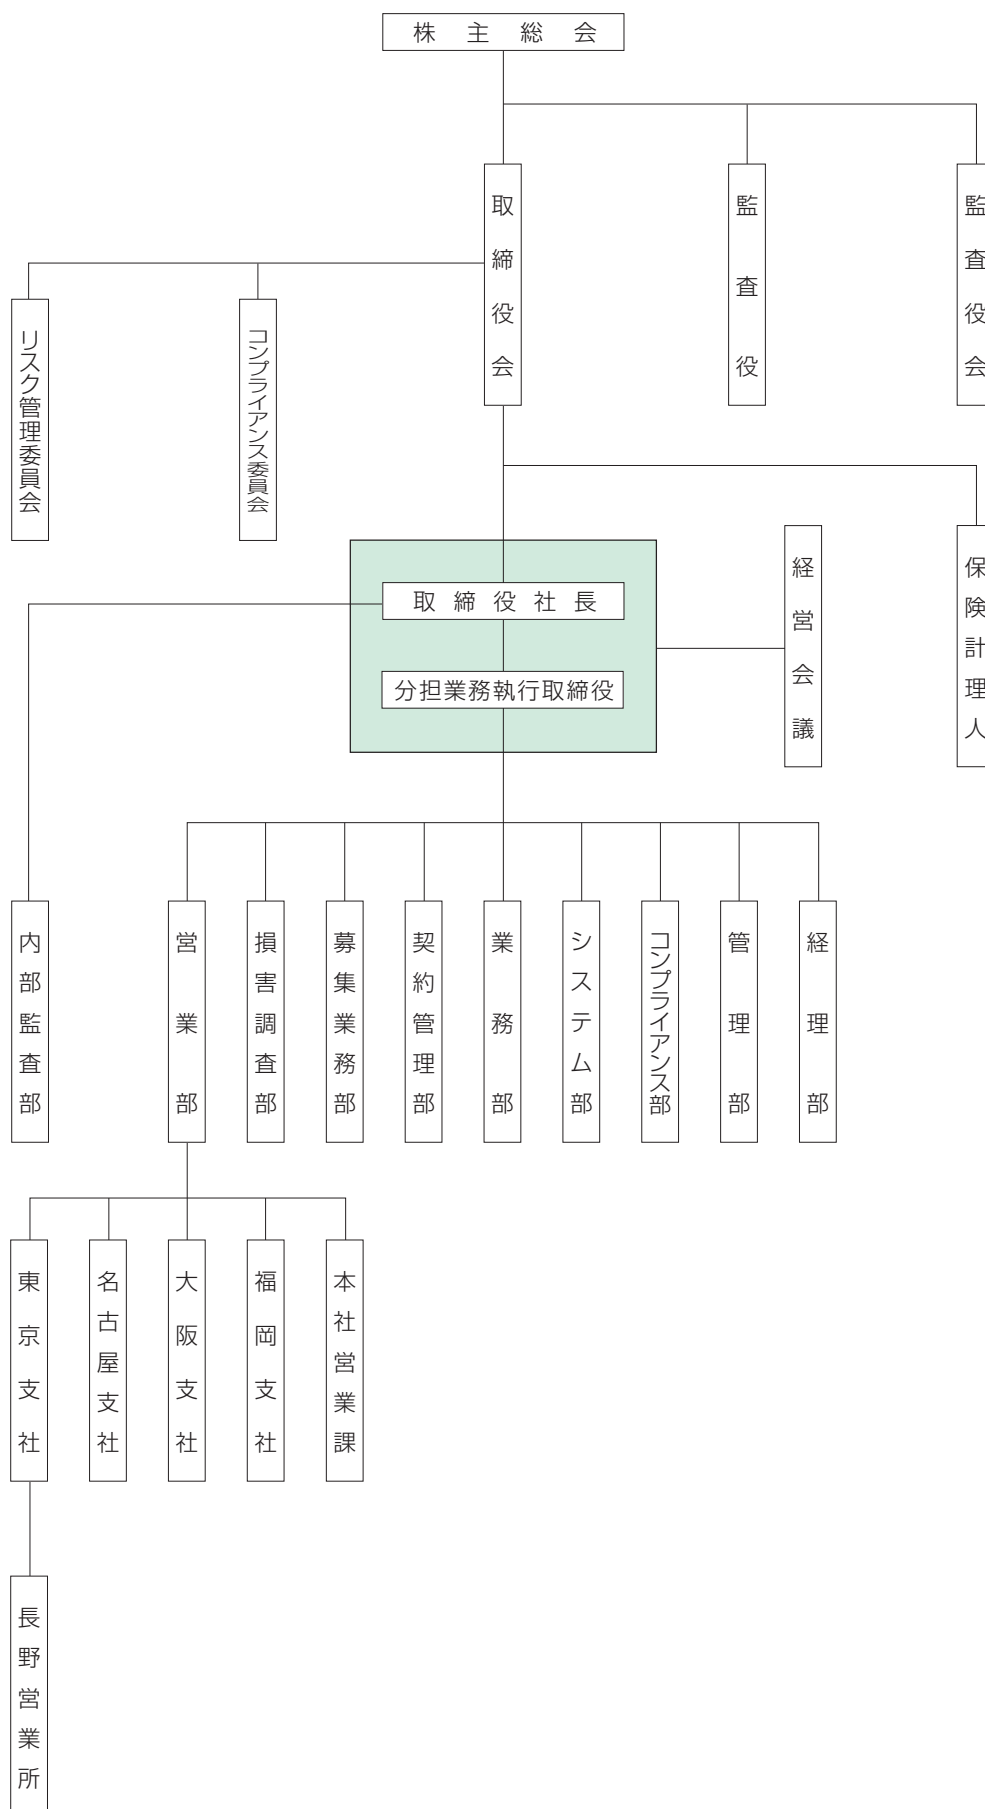 株主総会
取締役会
監査役
監査役会
リスク管理委員会
コンプライアンス委員会
取締役社長
分担業務執行取締役
経営会議
保険計理人
内部監査部
営業部
損害調査部
募集業務部
契約管理部
業務部
システム部
コンプライアンス部
管理部
経理部
東京支社
名古屋支社
大阪支社
福岡支社
本社営業課
長野営業所